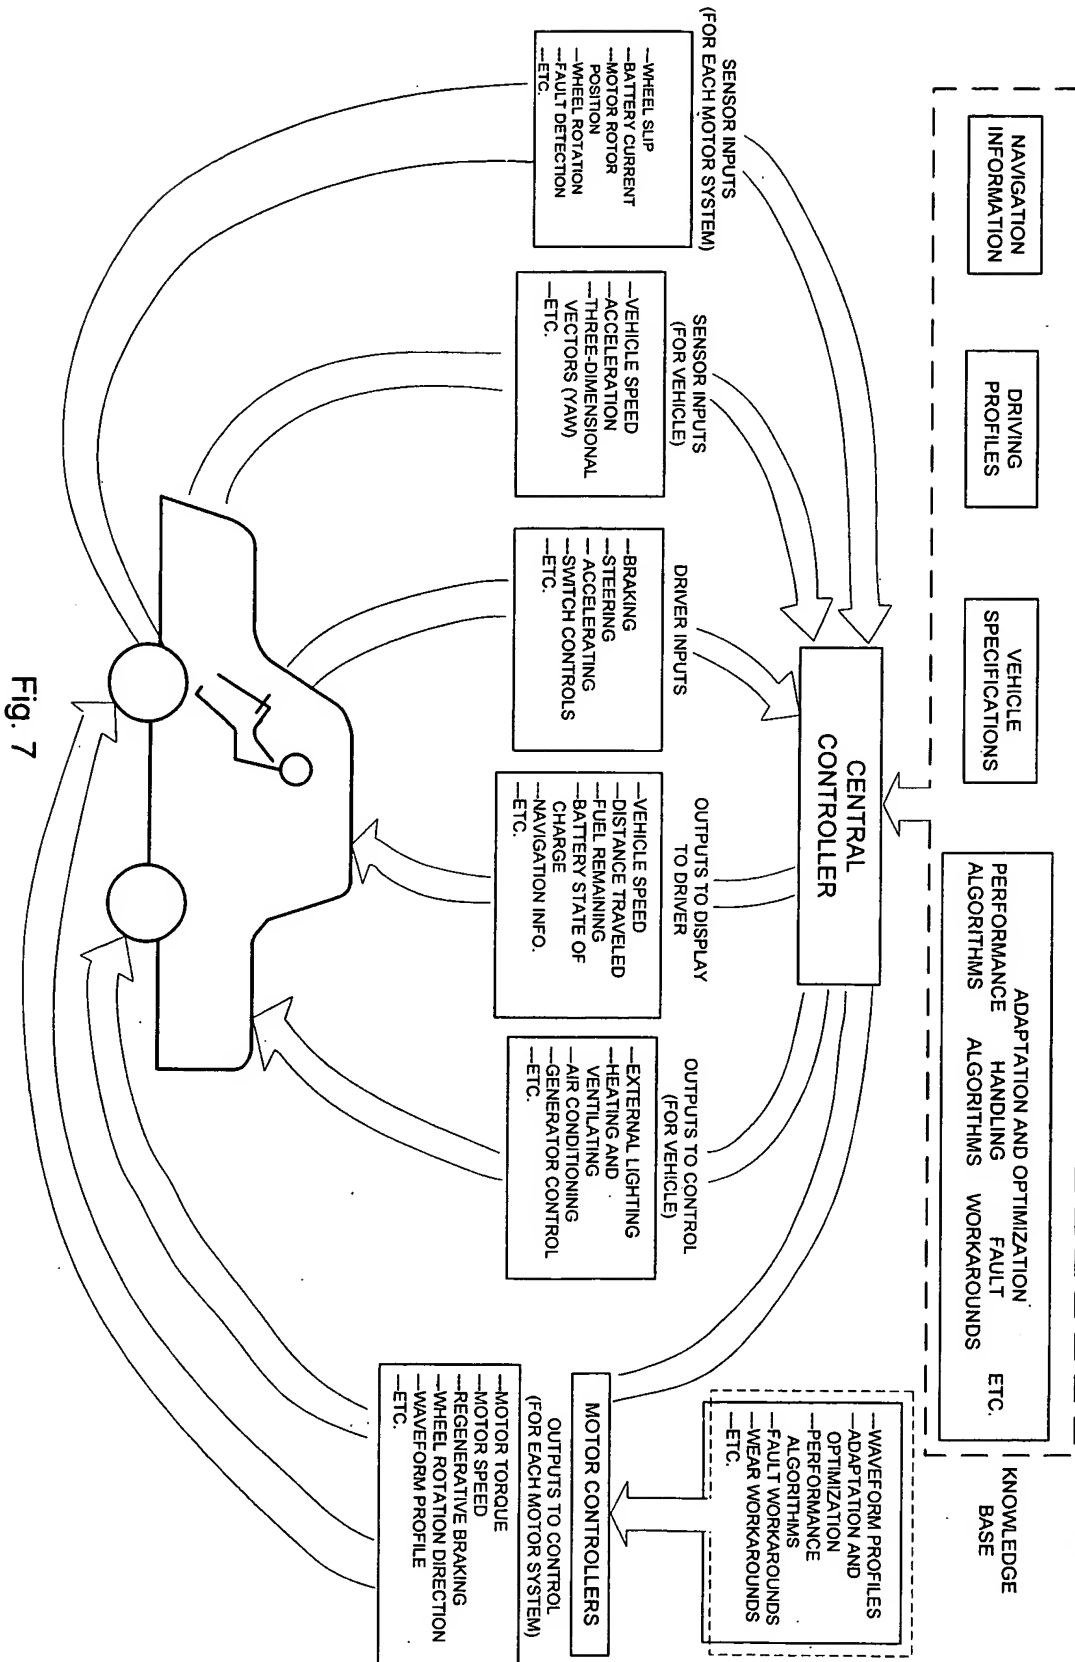 NAVIGATION
INFORMATION
DRIVING
PROFILES
VEHICLE
SPECIFICATIONS
ADAPTATION AND OPTIMIZATION
PERFORMANCE HANDLING FAULT ETC.
ALGORITHMS ALGORITHMS WORKAROUNDS
KNOWLEDGE
BASE
CENTRAL
CONTROLLER
SENSOR INPUTS
(FOR EACH MOTOR SYSTEM)
—WHEEL SLIP
—BATTERY CURRENT
—MOTOR ROTOR
POSITION
—WHEEL ROTATION
—FAULT DETECTION
—ETC.
SENSOR INPUTS
(FOR VEHICLE)
—VEHICLE SPEED
—ACCELERATION
—THREE-DIMENSIONAL
VECTORS (YAW)
—ETC.
DRIVER INPUTS
—BRAKING
—STEERING
—ACCELERATING
—SWITCH CONTROLS
—ETC.
OUTPUTS TO DISPLAY
TO DRIVER
—VEHICLE SPEED
—DISTANCE TRAVELED
—FUEL REMAINING
—BATTERY STATE OF
CHARGE
—NAVIGATION INFO.
—ETC.
OUTPUTS TO CONTROL
(FOR VEHICLE)
—EXTERNAL LIGHTING
—HEATING AND
VENTILATING
—AIR CONDITIONING
—GENERATOR CONTROL
—ETC.
—WAVEFORM PROFILES
—ADAPTATION AND
OPTIMIZATION
—PERFORMANCE
ALGORITHMS
—FAULT WORKAROUNDS
—WEAR WORKAROUNDS
—ETC.
MOTOR CONTROLLERS
OUTPUTS TO CONTROL
(FOR EACH MOTOR SYSTEM)
—MOTOR TORQUE
—MOTOR SPEED
—REGENERATIVE BRAKING
—WHEEL ROTATION DIRECTION
—WAVEFORM PROFILE
—ETC.
Fig. 7